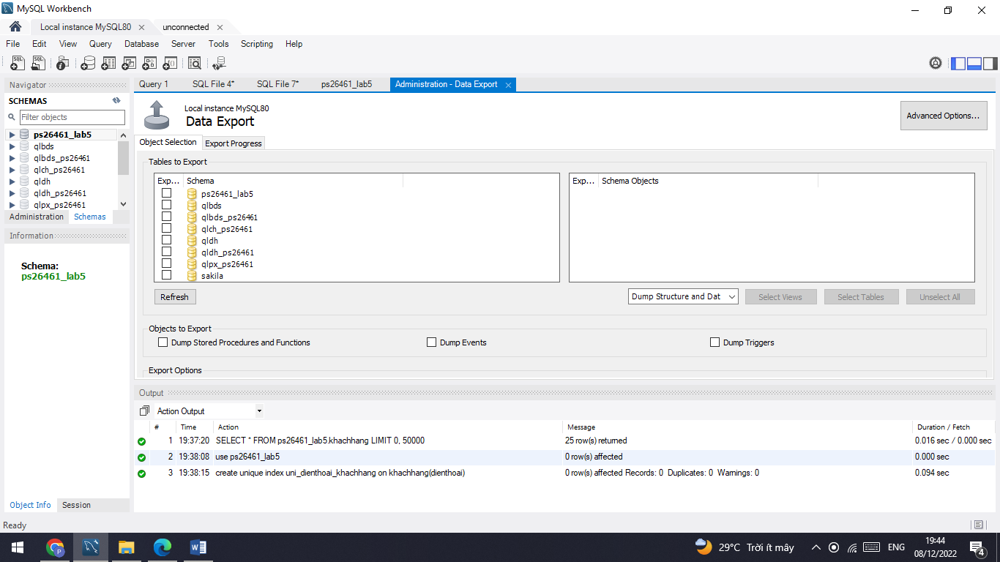 MySQL Workbench
Local instance MySQL80
unconnected
File Edit View Query Database Server Tools Scripting Help
Navigator
SCHEMAS
Filter objects
ps26461_lab5
qlbds
qlbds_ps26461
qlch_ps26461
qldh
qldh_ps26461
qlpx_ps26461
Administration Schemas
Information
Schema:
ps26461_lab5
Object Info Session
Query 1 SQL File 4* SQL File 7* ps26461_lab5 Administration - Data Export
Local instance MySQL80
Data Export
Advanced Options...
Object Selection Export Progress
Tables to Export
Exp... Schema
ps26461_lab5
qlbds
qlbds_ps26461
qlch_ps26461
qldh
qldh_ps26461
qlpx_ps26461
sakila
Exp... Schema Objects
Refresh Dump Structure and Dat Select Views Select Tables Unselect All
Objects to Export
Dump Stored Procedures and Functions Dump Events Dump Triggers
Export Options
Output
Action Output
# Time Action Message Duration / Fetch
1 19:37:20 SELECT * FROM ps26461_lab5.khachhang LIMIT 0, 50000 25 row(s) returned 0.016 sec / 0.000 sec
2 19:38:08 use ps26461_lab5 0 row(s) affected 0.000 sec
3 19:38:15 create unique index uni_dienthoai_khachhang on khachhang(dienthoai) 0 row(s) affected Records: 0 Duplicates: 0 Warnings: 0 0.094 sec
Ready
29°C Trời ít mây ENG 19:44
08/12/2022
4